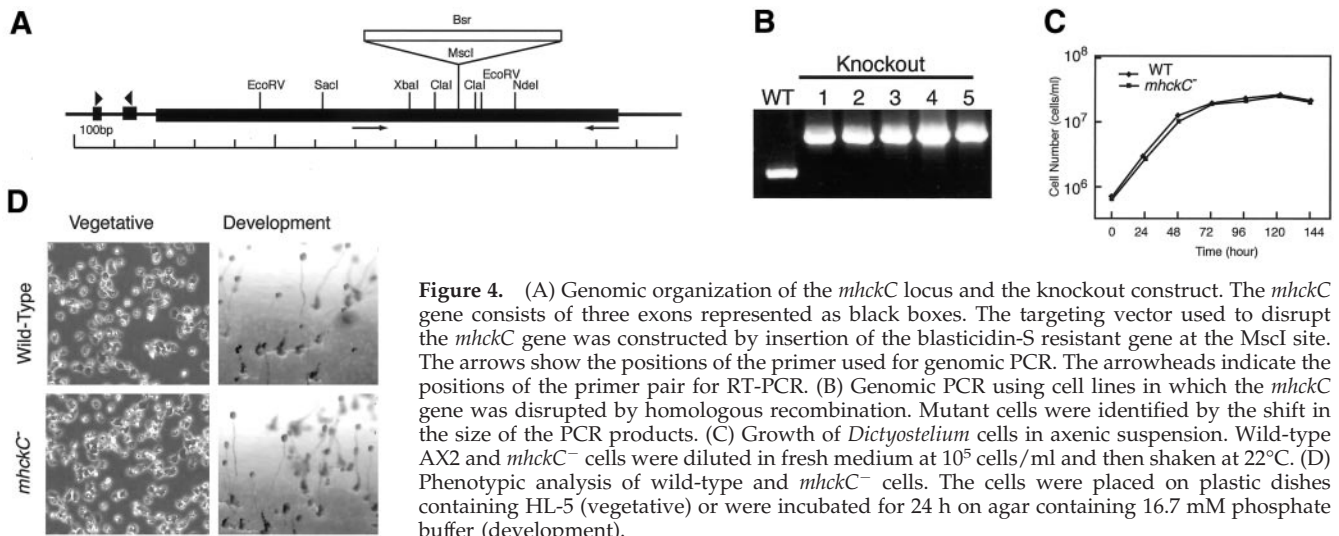 A
Bsr
MscI
EcoRV
SacI
XbaI
ClaI
ClaI
EcoRV
NdeI
100bp
B
Knockout
WT
1 2 3 4 5
C
10⁸
10⁷
10⁶
Cell Number (cells/ml)
WT
mhckC⁻
0 24 48 72 96 120 144
Time (hour)
D
Vegetative
Development
Wild-Type
mhckC⁻
Figure 4. (A) Genomic organization of the mhckC locus and the knockout construct. The mhckC
gene consists of three exons represented as black boxes. The targeting vector used to disrupt
the mhckC gene was constructed by insertion of the blasticidin-S resistant gene at the MscI site.
The arrows show the positions of the primer used for genomic PCR. The arrowheads indicate the
positions of the primer pair for RT-PCR. (B) Genomic PCR using cell lines in which the mhckC
gene was disrupted by homologous recombination. Mutant cells were identified by the shift in
the size of the PCR products. (C) Growth of Dictyostelium cells in axenic suspension. Wild-type
AX2 and mhckC⁻ cells were diluted in fresh medium at 10⁵ cells/ml and then shaken at 22°C. (D)
Phenotypic analysis of wild-type and mhckC⁻ cells. The cells were placed on plastic dishes
containing HL-5 (vegetative) or were incubated for 24 h on agar containing 16.7 mM phosphate
buffer (development).